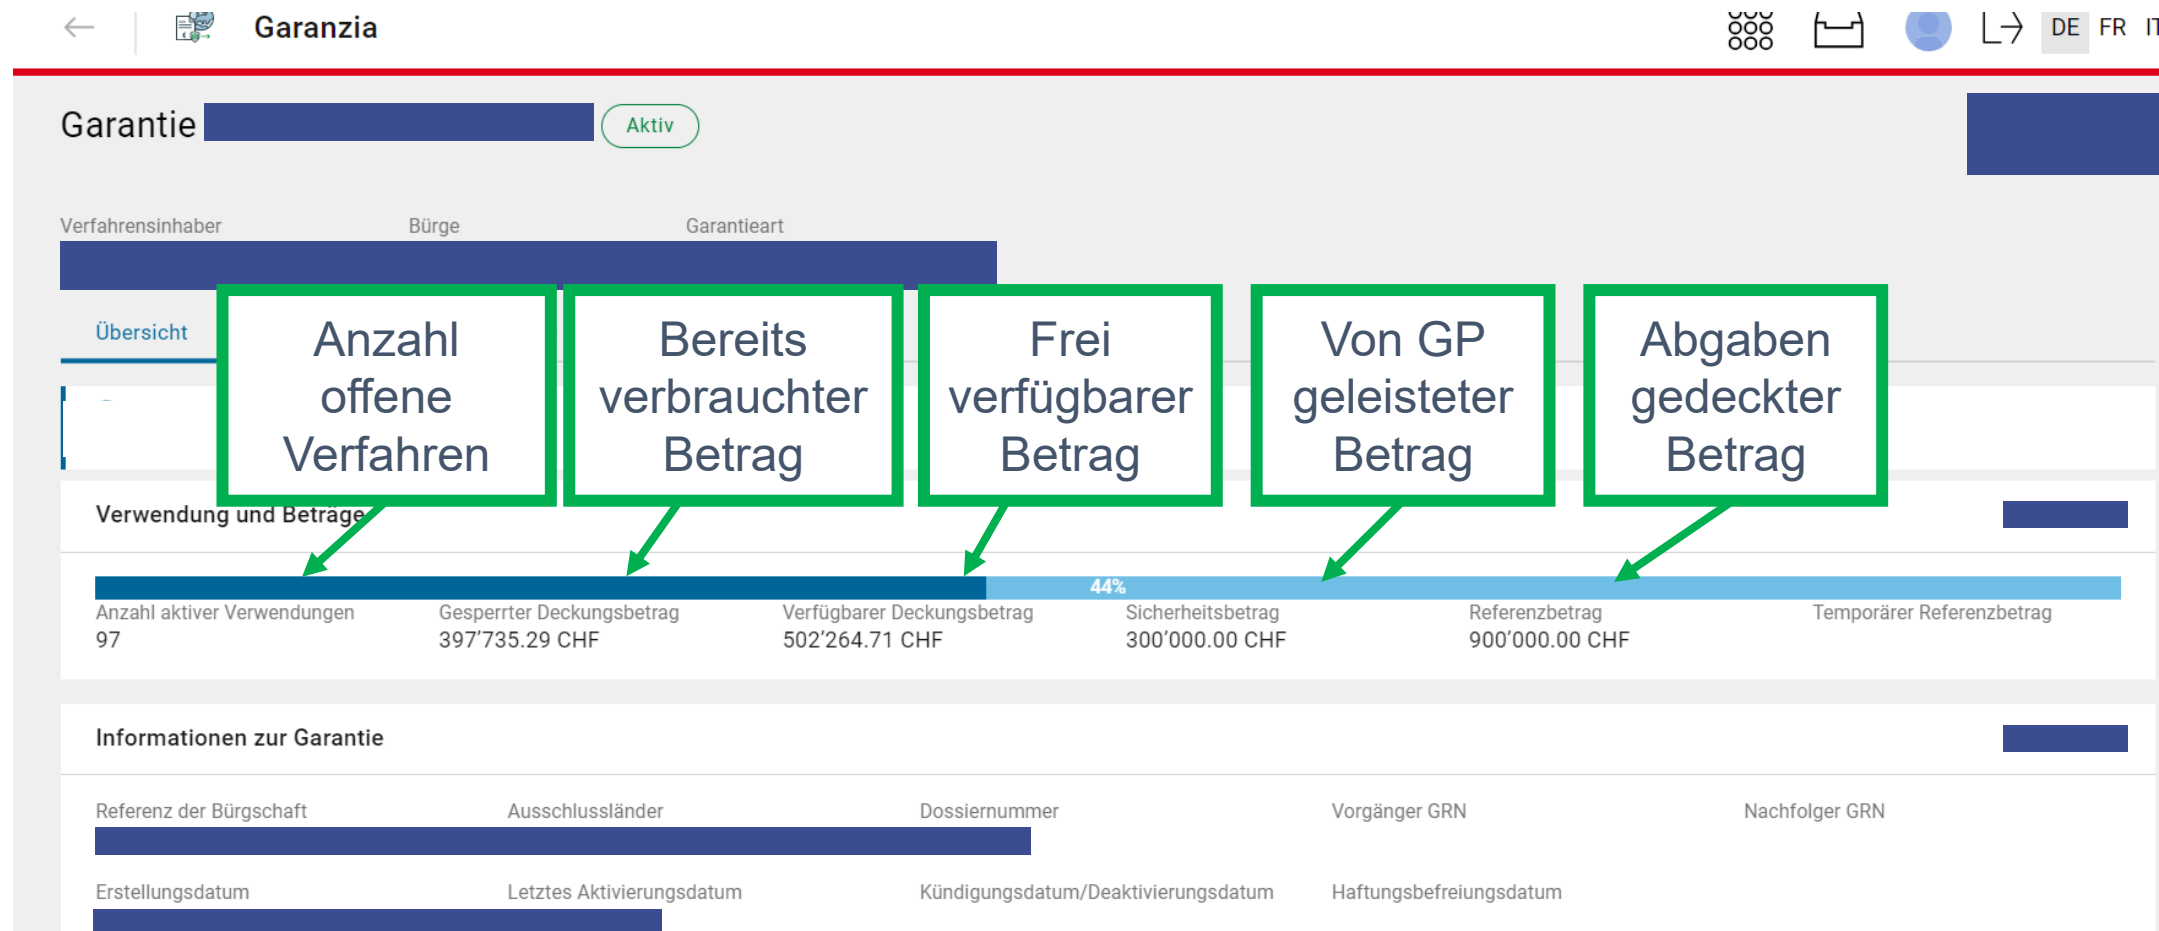 Garanzia
DE FR IT
Garantie
Aktiv
Verfahrensinhaber Bürge Garantieart
Übersicht
Anzahl
offene
Verfahren
Bereits
verbrauchter
Betrag
Frei
verfügbarer
Betrag
Von GP
geleisteter
Betrag
Abgaben
gedeckter
Betrag
Verwendung und Beträge
44%
Anzahl aktiver Verwendungen Gesperrter Deckungsbetrag Verfügbarer Deckungsbetrag Sicherheitsbetrag Referenzbetrag Temporärer Referenzbetrag
97 397’735.29 CHF 502’264.71 CHF 300’000.00 CHF 900’000.00 CHF
Informationen zur Garantie
Referenz der Bürgschaft Ausschlussländer Dossiernummer Vorgänger GRN Nachfolger GRN
Erstellungsdatum Letztes Aktivierungsdatum Kündigungsdatum/Deaktivierungsdatum Haftungsbefreiungsdatum